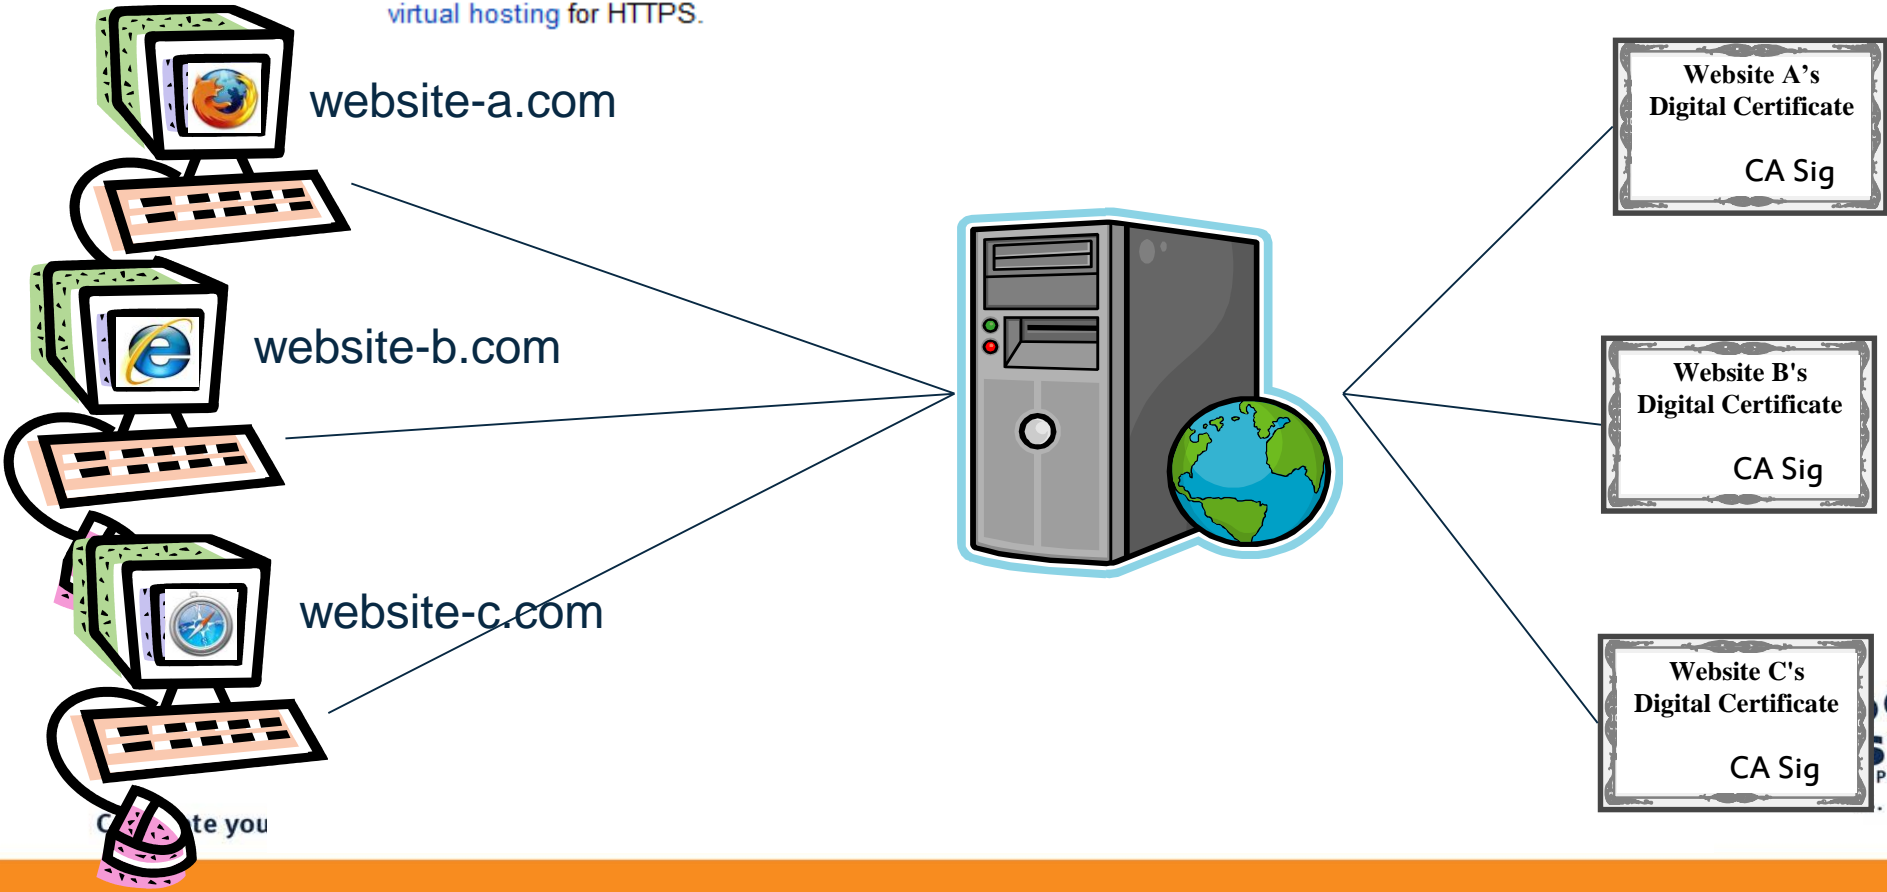 virtual hosting for HTTPS.
website-a.com
Website A’s
Digital Certificate
CA Sig
website-b.com
Website B's
Digital Certificate
CA Sig
website-c.com
Website C's
Digital Certificate
CA Sig
you